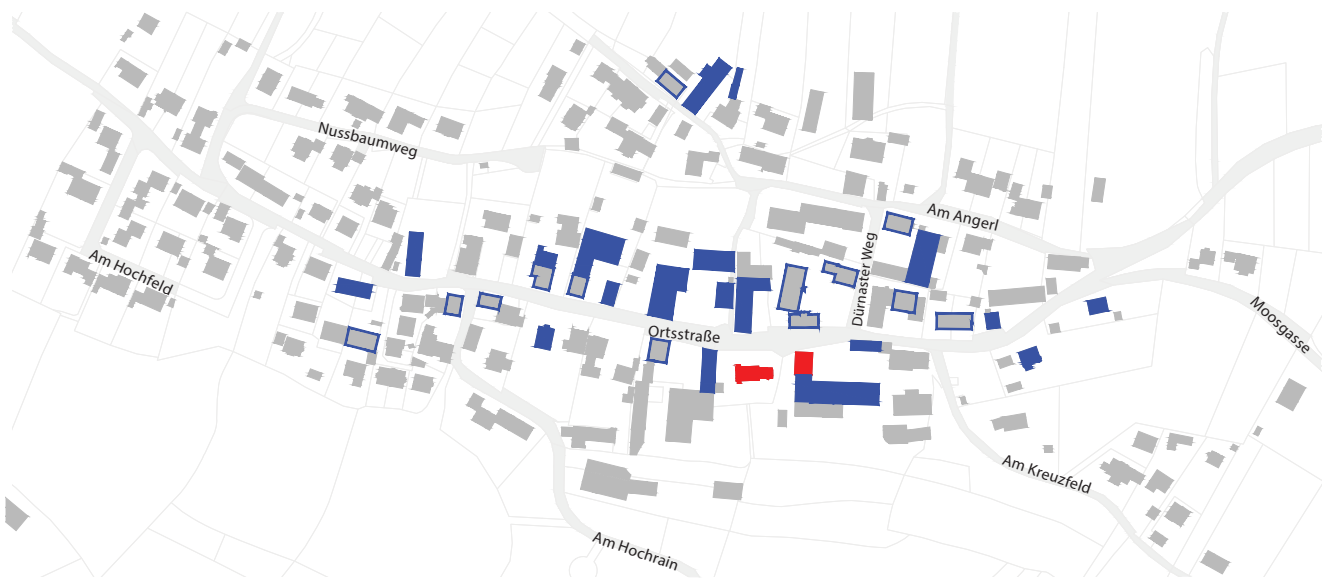 Nussbaumweg
Am Angerl
Dürnaster Weg
Am Hochfeld
Moosgasse
Ortsstraße
Am Kreuzfeld
Am Hochrain